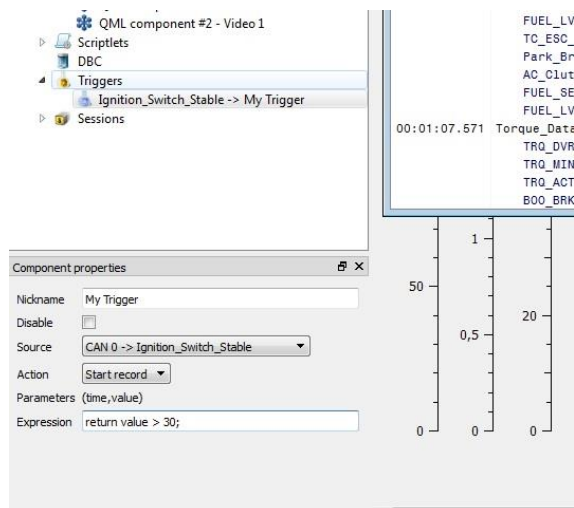 QML component #2 - Video 1
Scriptlets
DBC
Triggers
Ignition_Switch_Stable -> My Trigger
Sessions
FUEL_LV
TC_ESC_
Park_Br
AC_Clut
FUEL_SE
FUEL_LV
00:01:07.571 Torque_Data
TRQ_DVR
TRQ_MIN
TRQ_ACT
BOO_BRK
Component properties
Nickname My Trigger
Disable
Source CAN 0 -> Ignition_Switch_Stable
Action Start record
Parameters (time,value)
Expression return value > 30;
1
50
20
0,5
0 0 0